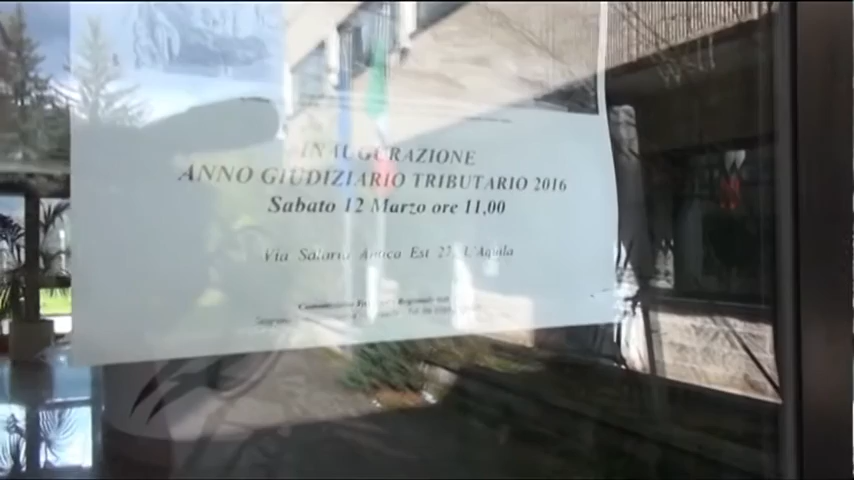 INAUGURAZIONE
ANNO GIUDIZIARIO TRIBUTARIO 2016
Sabato 12 Marzo ore 11,00
Via Salaria Antica Est 27, L'Aquila